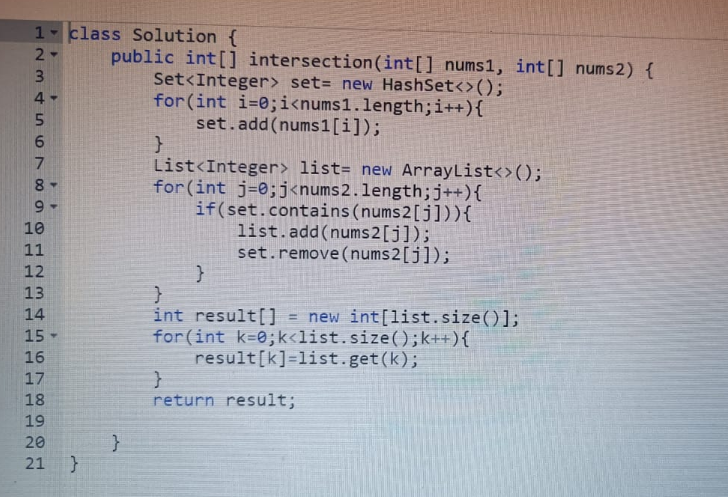 1 class Solution {
2     public int[] intersection(int[] nums1, int[] nums2) {
3         Set<Integer> set= new HashSet<>();
4         for(int i=0;i<nums1.length;i++){
5             set.add(nums1[i]);
6         }
7         List<Integer> list= new ArrayList<>();
8         for(int j=0;j<nums2.length;j++){
9             if(set.contains(nums2[j])){
10                 list.add(nums2[j]);
11                 set.remove(nums2[j]);
12             }
13         }
14         int result[] = new int[list.size()];
15         for(int k=0;k<list.size();k++){
16             result[k]=list.get(k);
17         }
18         return result;
19
20     }
21 }